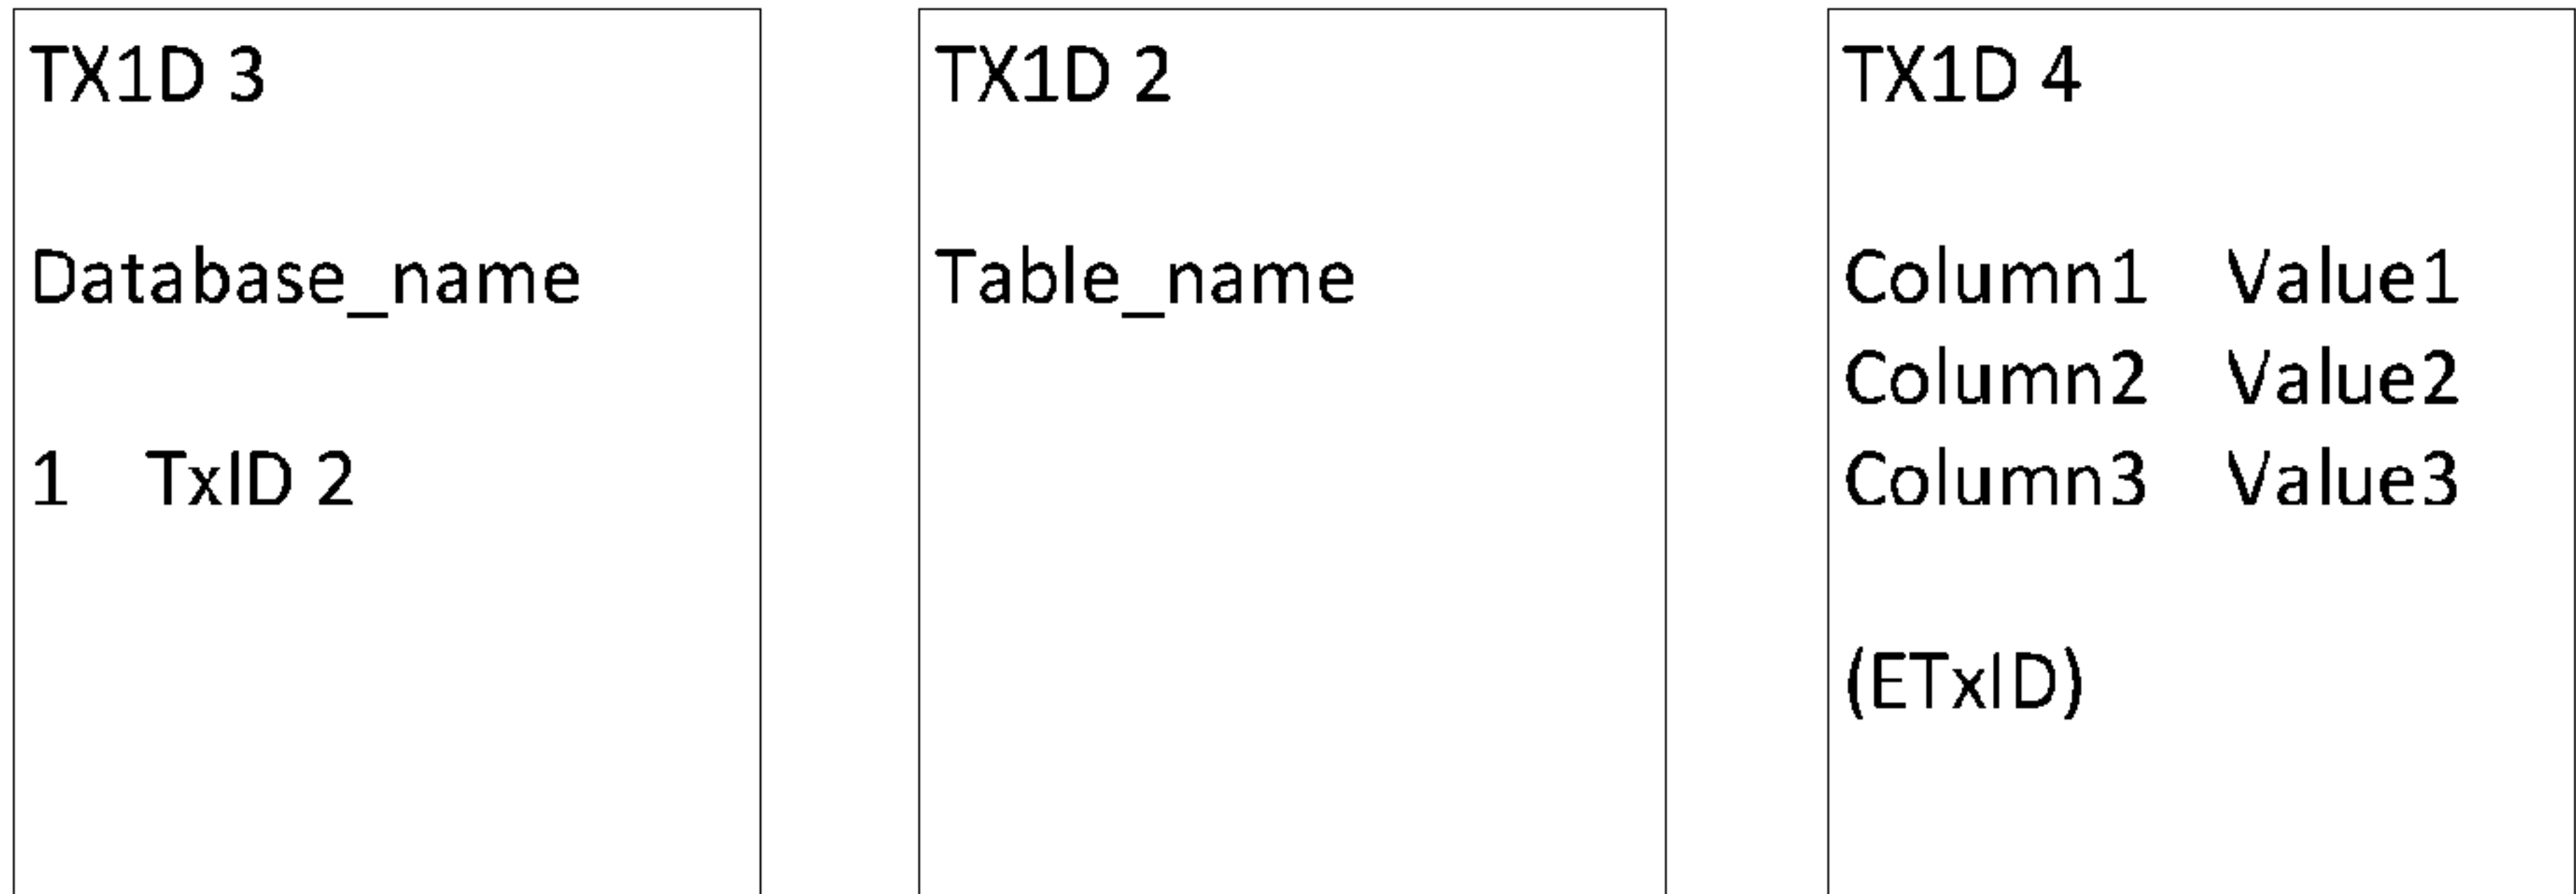 TX1D 3
Database_name
1 TxID 2
TX1D 2
Table_name
TX1D 4
Column1 Value1
Column2 Value2
Column3 Value3
(ETxID)